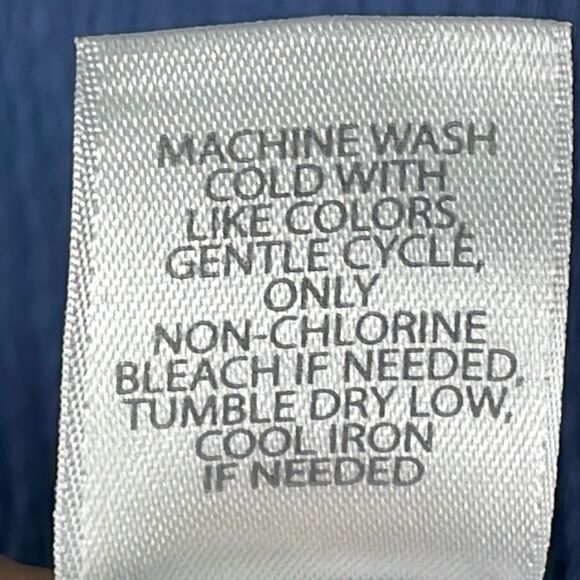 MACHINE WASH
COLD WITH
LIKE COLORS,
GENTLE CYCLE,
ONLY
NON-CHLORINE
BLEACH IF NEEDED,
TUMBLE DRY LOW,
COOL IRON
IF NEEDED